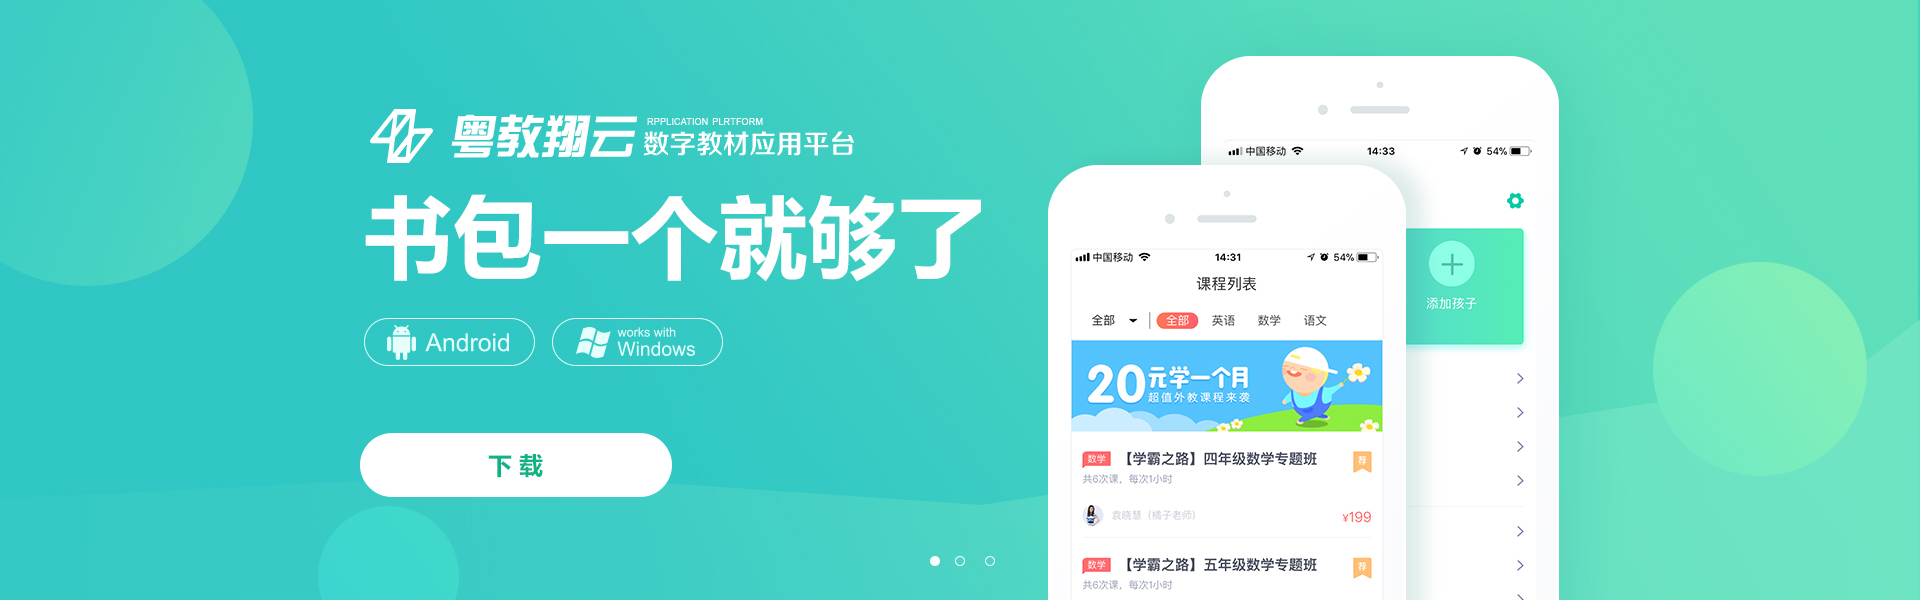 粤教翔云
RPPLICATION PLRTFORM
数字教材应用平台
书包一个就够了
Android
works with
Windows
下载
中国移动 14:33 54%
添加孩子
中国移动 14:31 54%
课程列表
全部 全部 英语 数学 语文
20元学一个月
超值外教课程来袭
数学 【学霸之路】四年级数学专题班 荐
共6次课，每次1小时
袁晓慧（橘子老师） ¥199
数学 【学霸之路】五年级数学专题班 荐
共6次课，每次1小时